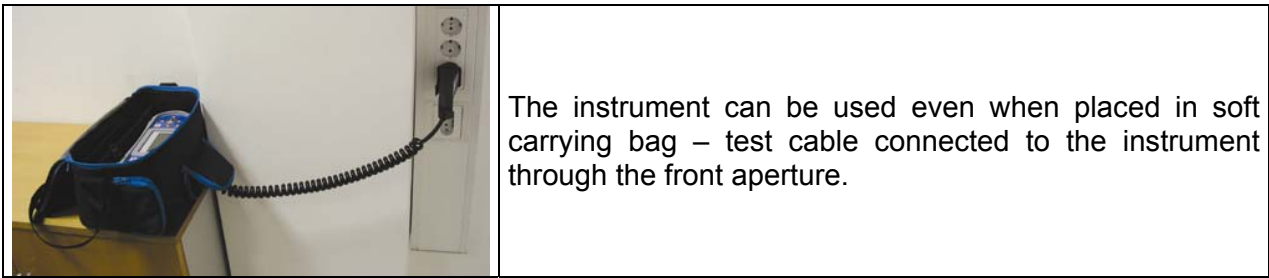 The instrument can be used even when placed in soft
carrying bag – test cable connected to the instrument
through the front aperture.